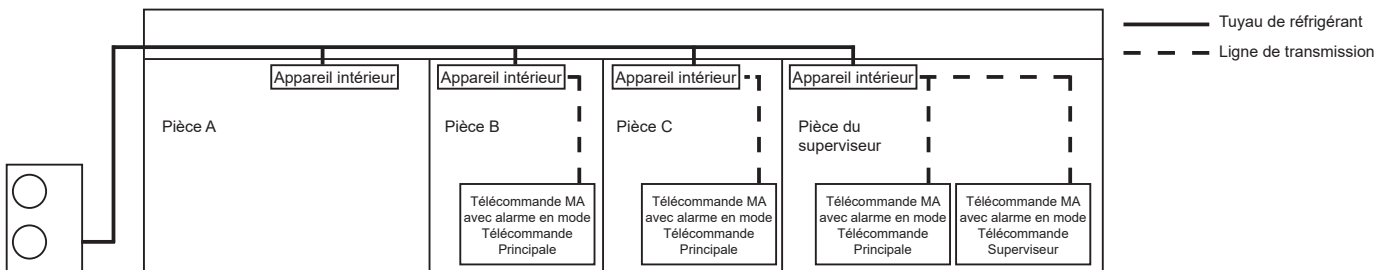 Tuyau de réfrigérant
Ligne de transmission
Appareil intérieur
Appareil intérieur
Appareil intérieur
Appareil intérieur
Pièce A
Pièce B
Pièce C
Pièce du
superviseur
Télécommande MA
avec alarme en mode
Télécommande
Principale
Télécommande MA
avec alarme en mode
Télécommande
Principale
Télécommande MA
avec alarme en mode
Télécommande
Principale
Télécommande MA
avec alarme en mode
Télécommande
Superviseur